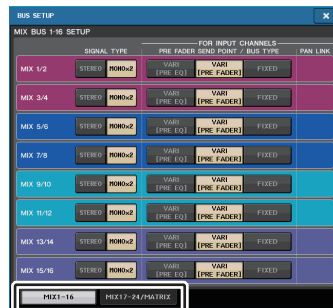 BUS SETUP
MIX BUS 1-16 SETUP
FOR INPUT CHANNELS
SIGNAL TYPE PRE FADER SEND POINT / BUS TYPE PAN LINK
MIX 1/2 STEREO MONOx2 VARI [PRE EQ] VARI [PRE FADER] FIXED
MIX 3/4 STEREO MONOx2 VARI [PRE EQ] VARI [PRE FADER] FIXED
MIX 5/6 STEREO MONOx2 VARI [PRE EQ] VARI [PRE FADER] FIXED
MIX 7/8 STEREO MONOx2 VARI [PRE EQ] VARI [PRE FADER] FIXED
MIX 9/10 STEREO MONOx2 VARI [PRE EQ] VARI [PRE FADER] FIXED
MIX 11/12 STEREO MONOx2 VARI [PRE EQ] VARI [PRE FADER] FIXED
MIX 13/14 STEREO MONOx2 VARI [PRE EQ] VARI [PRE FADER] FIXED
MIX 15/16 STEREO MONOx2 VARI [PRE EQ] VARI [PRE FADER] FIXED
MIX1-16 MIX17-24/MATRIX